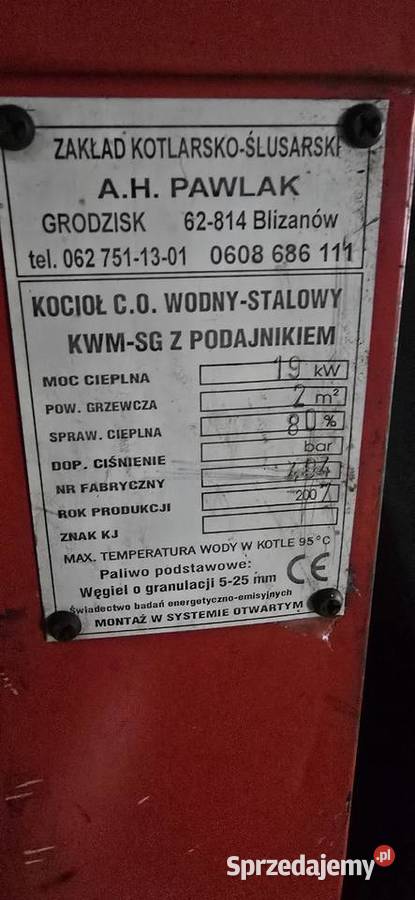 ZAKŁAD KOTLARSKO-ŚLUSARSKI
A.H. PAWLAK
GRODZISK 62-814 Blizanów
tel. 062 751-13-01 0608 686 111
KOCIOŁ C.O. WODNY-STALOWY
KWM-SG Z PODAJNIKIEM
MOC CIEPLNA 19 kW
POW. GRZEWCZA 2 m²
SPRAW. CIEPLNA 80 %
DOP. CIŚNIENIE bar
NR FABRYCZNY
ROK PRODUKCJI 2007
ZNAK KJ
MAX. TEMPERATURA WODY W KOTLE 95°C
Paliwo podstawowe:
Węgiel o granulacji 5-25 mm CE
Świadectwo badań energetyczno-emisyjnych
MONTAŻ W SYSTEMIE OTWARTYM
Sprzedajemy.pl